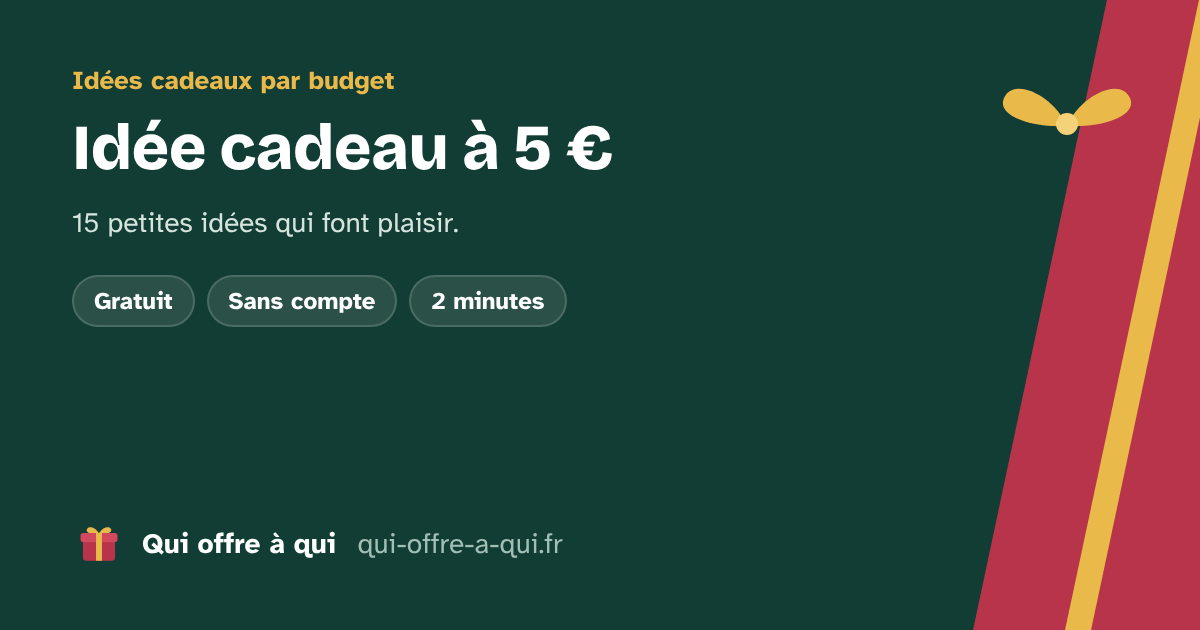 Idées cadeaux par budget
Idée cadeau à 5 €
15 petites idées qui font plaisir.
Gratuit Sans compte 2 minutes
Qui offre à qui qui-offre-a-qui.fr